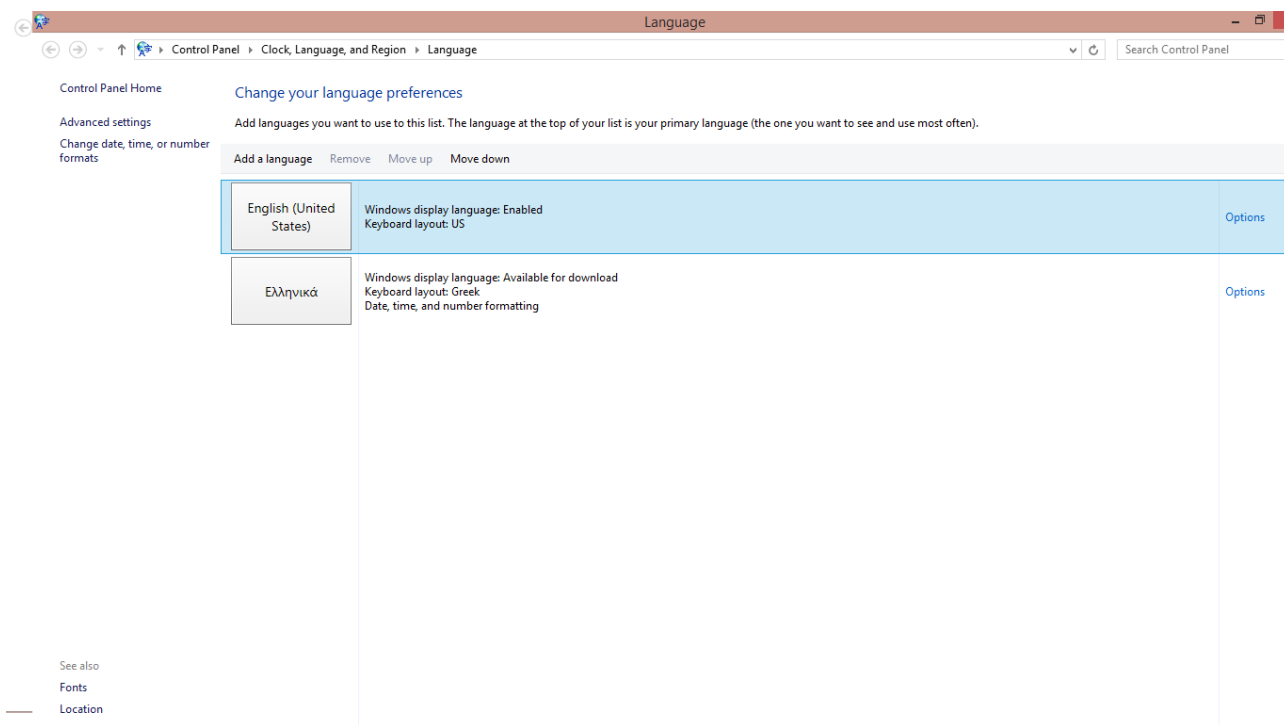 Language
Control Panel Clock, Language, and Region Language
Search Control Panel
Control Panel Home
Advanced settings
Change date, time, or number
formats
Change your language preferences
Add languages you want to use to this list. The language at the top of your list is your primary language (the one you want to see and use most often).
Add a language Remove Move up Move down
English (United
States)
Windows display language: Enabled
Keyboard layout: US
Options
Ελληνικά
Windows display language: Available for download
Keyboard layout: Greek
Date, time, and number formatting
Options
See also
Fonts
Location